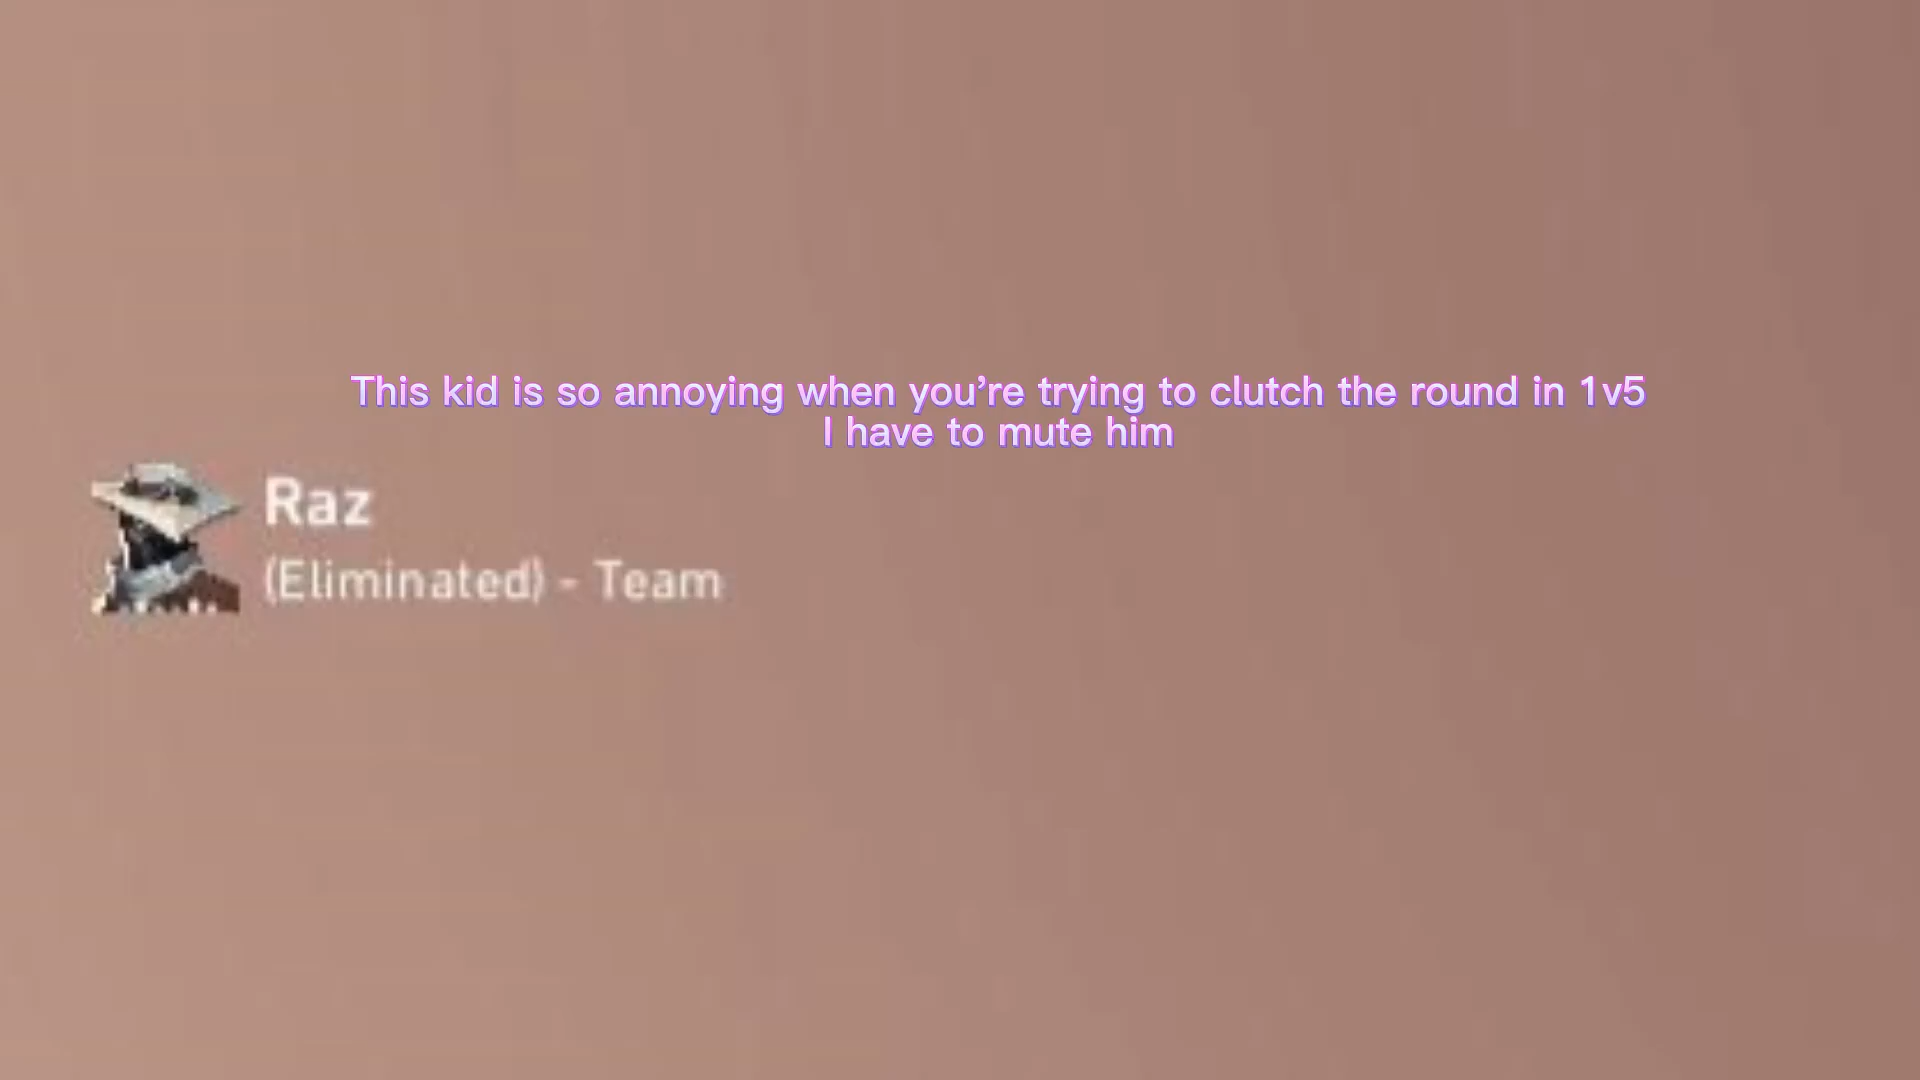 This kid is so annoying when you’re trying to clutch the round in 1v5
I have to mute him
Raz
(Eliminated) - Team